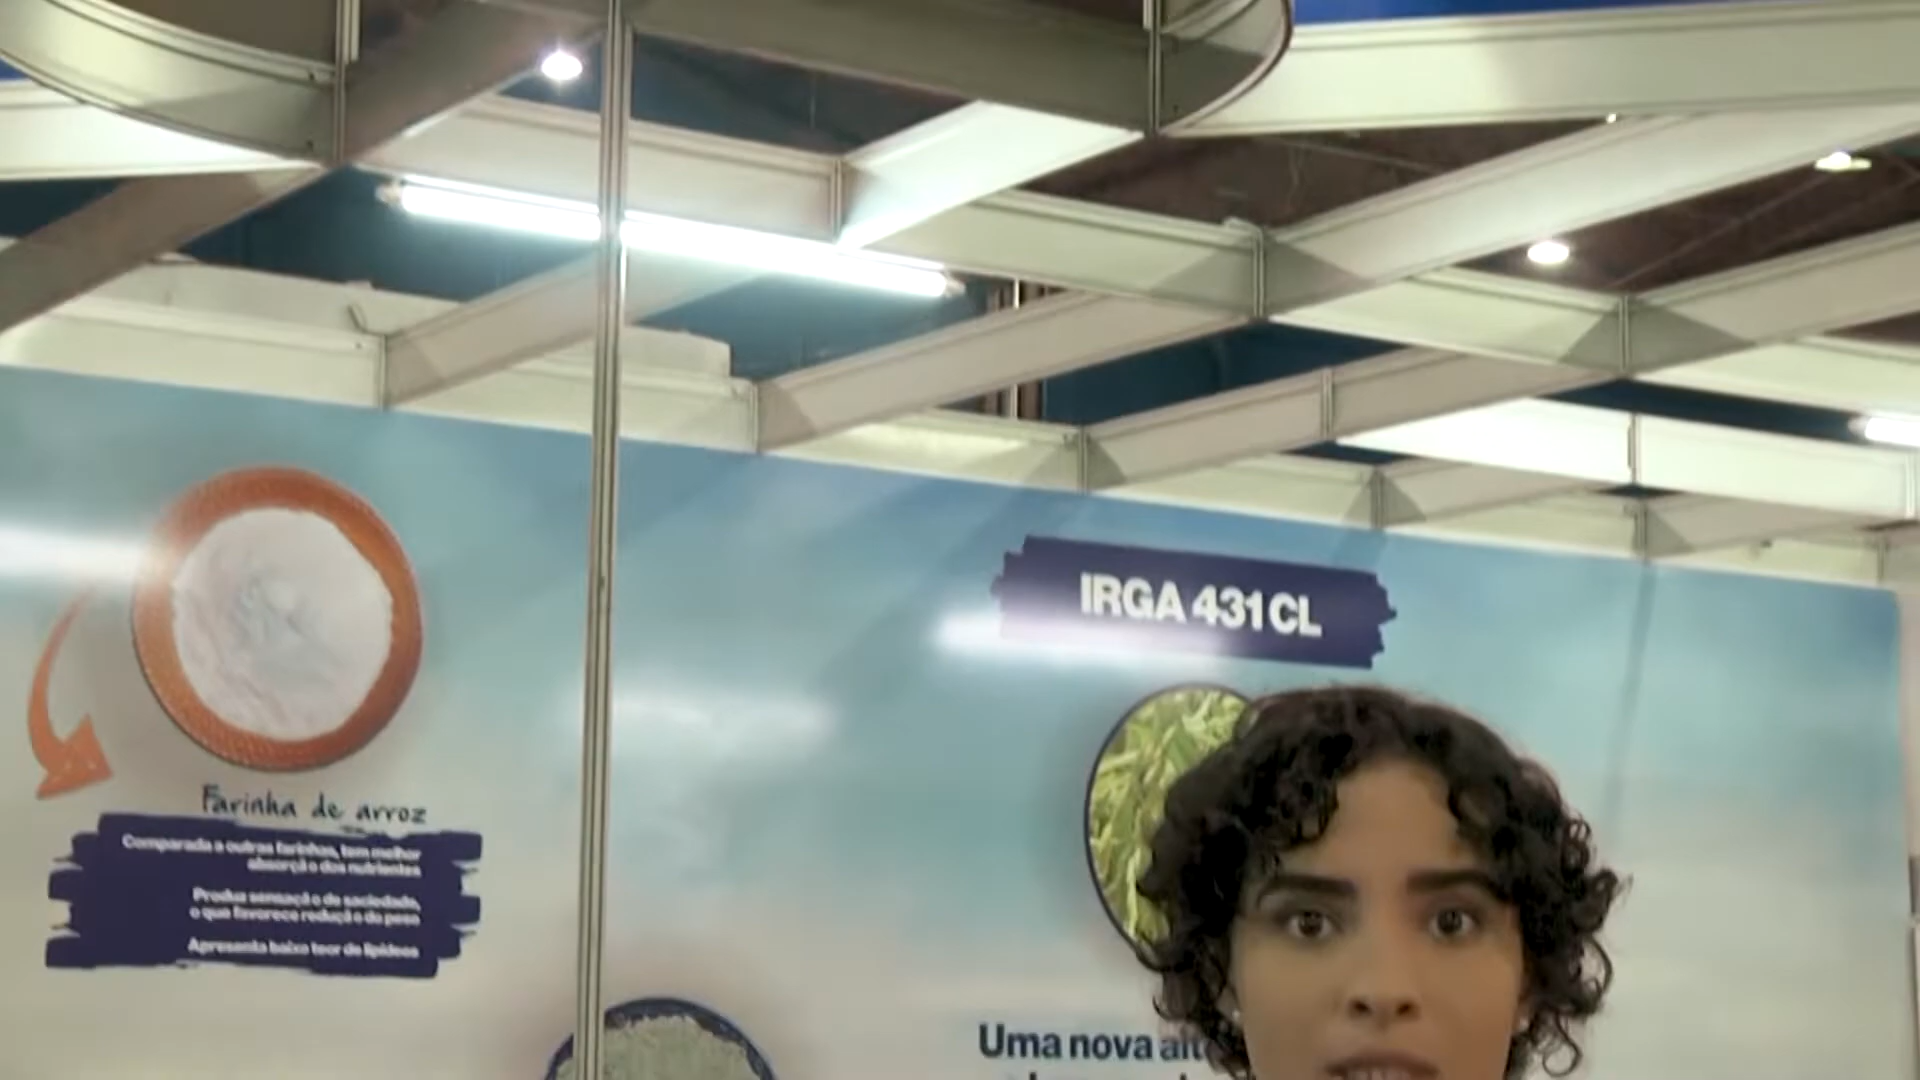 IRGA 431 CL
Farinha de arroz
Comparada a outras farinhas, tem melhor
absorção dos nutrientes
Produz sensação de saciedade,
o que favorece redução do peso
Apresenta baixo teor de lipídeos
Uma nova